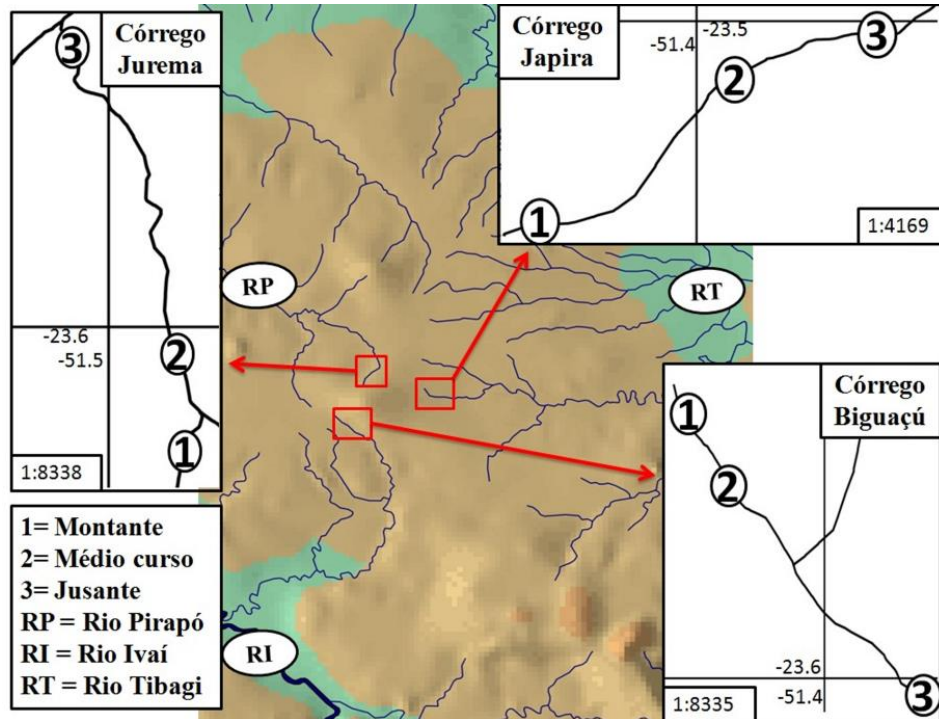 3
Córrego
Jurema
-23.6
-51.5
2
1
1:8338
Córrego
Japira
-23.5
-51.4
2
3
1
1:4169
RP
RT
RI
Córrego
Biguaçú
1
2
-23.6
-51.4
3
1:8335
1= Montante
2= Médio curso
3= Jusante
RP = Rio Pirapó
RI = Rio Ivaí
RT = Rio Tibagi